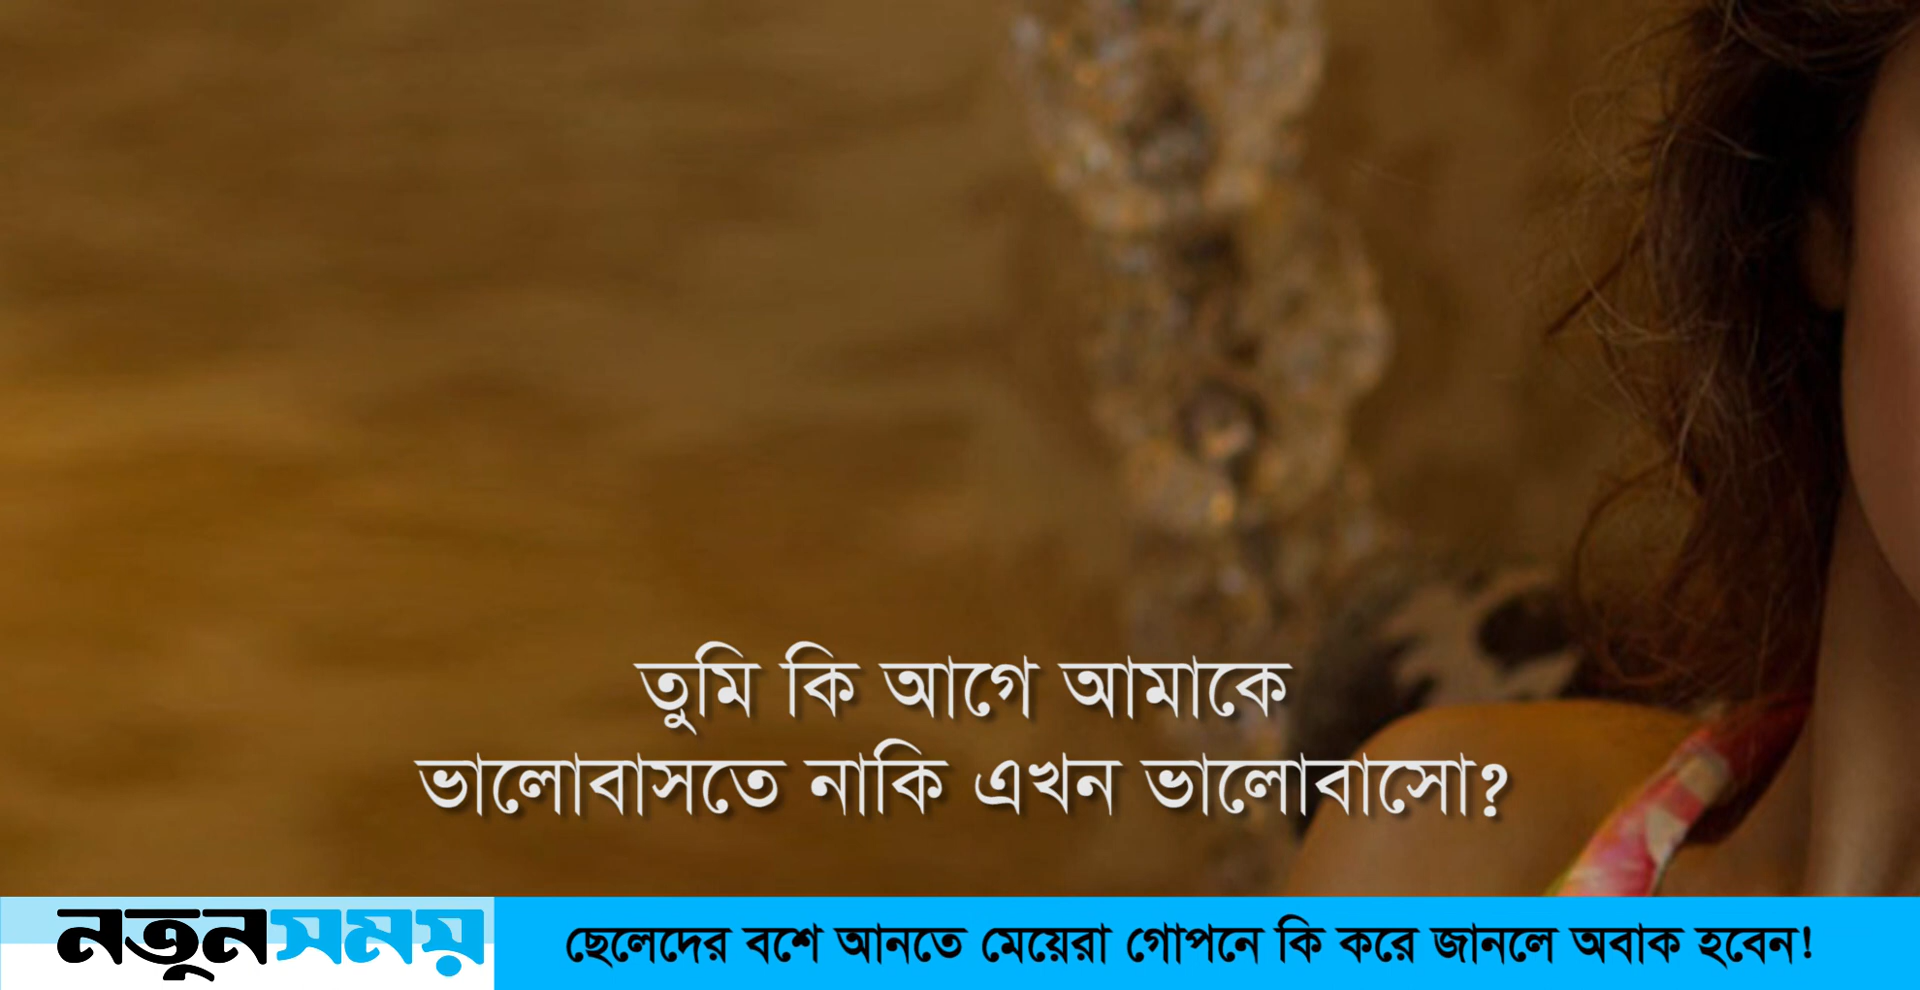 তুমি কি আগে আমাকে
ভালোবাসতে নাকি এখন ভালোবাসো?
নতুনসময়
ছেলেদের বশে আনতে মেয়েরা গোপনে কি করে জানলে অবাক হবেন!